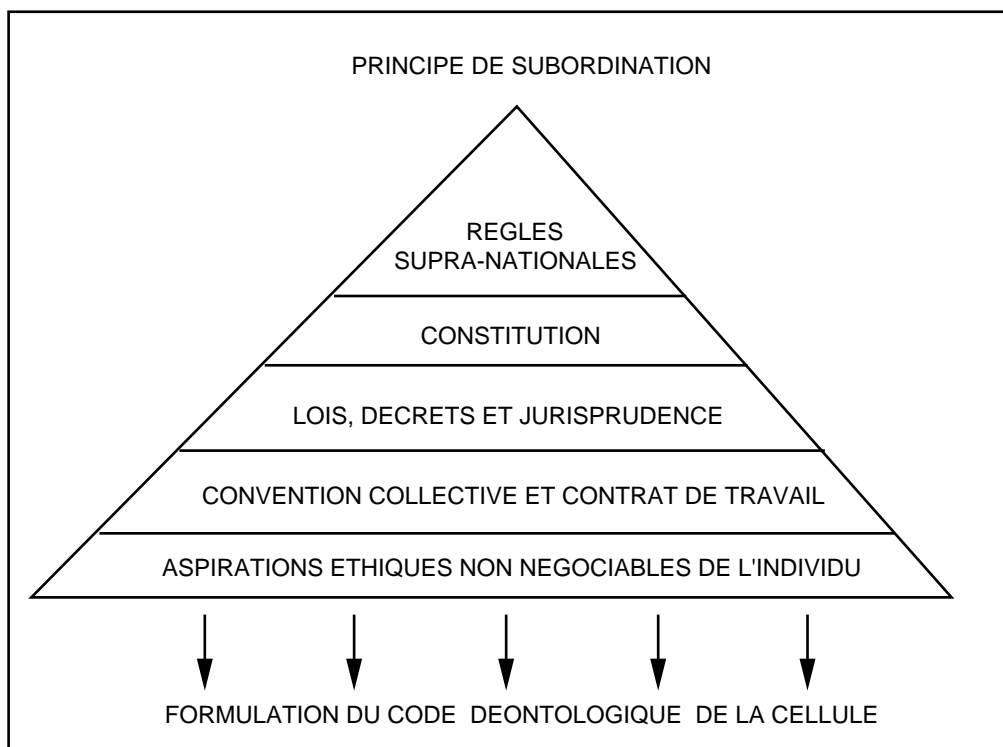 PRINCIPE DE SUBORDINATION
REGLES
SUPRA-NATIONALES
CONSTITUTION
LOIS, DECRETS ET JURISPRUDENCE
CONVENTION COLLECTIVE ET CONTRAT DE TRAVAIL
ASPIRATIONS ETHIQUES NON NEGOCIABLES DE L'INDIVIDU
FORMULATION DU CODE DEONTOLOGIQUE DE LA CELLULE